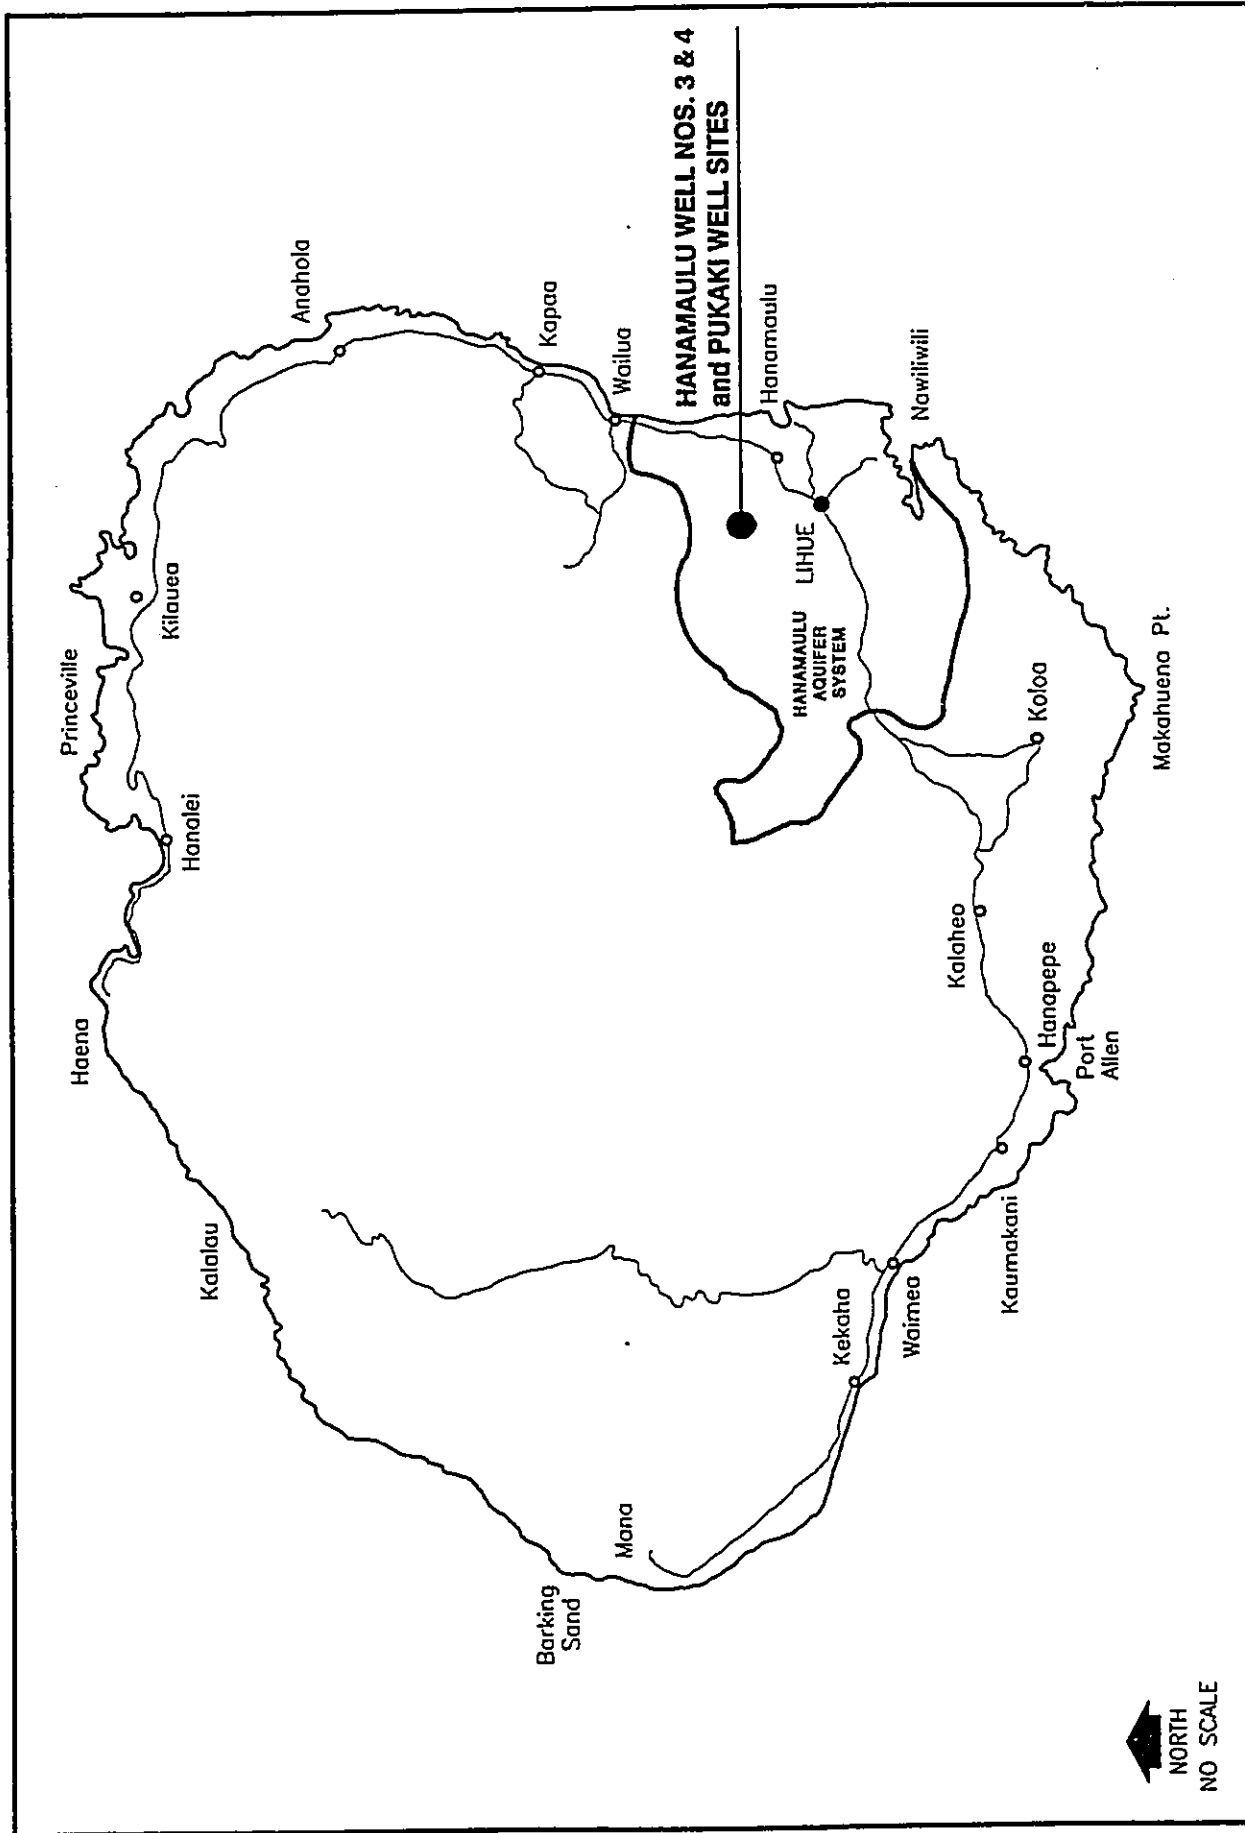 Haena
Hanalei
Princeville
Kilauea
Anahola
Kapaa
Wailua
HANAMAULU WELL NOS. 3 & 4
and PUKAKI WELL SITES
Hanamaulu
LIHUE
Nawiliwili
HANAMAULU
AQUIFER
SYSTEM
Koloa
Makahuena Pt.
Kalaheo
Hanapepe
Port
Allen
Kaumakani
Waimea
Kekaha
Mana
Barking
Sand
Kalalau
NORTH
NO SCALE